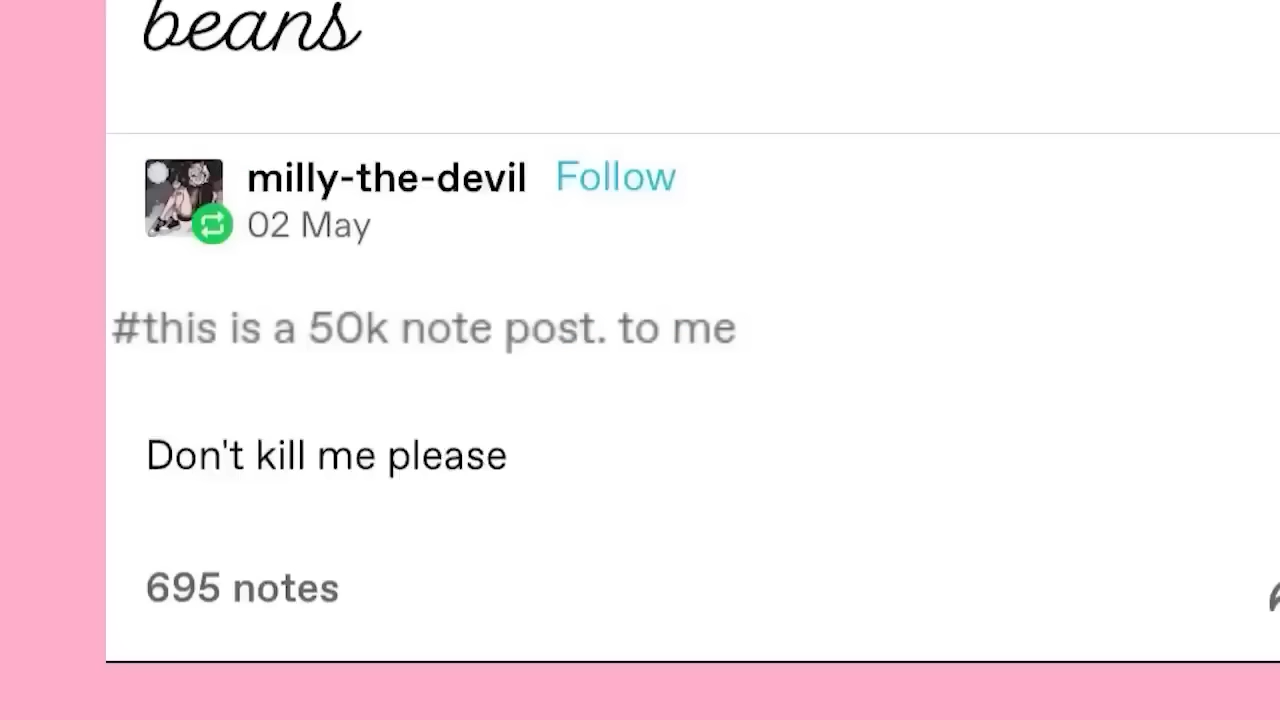 beans
milly-the-devil Follow
02 May
#this is a 50k note post. to me
Don't kill me please
695 notes